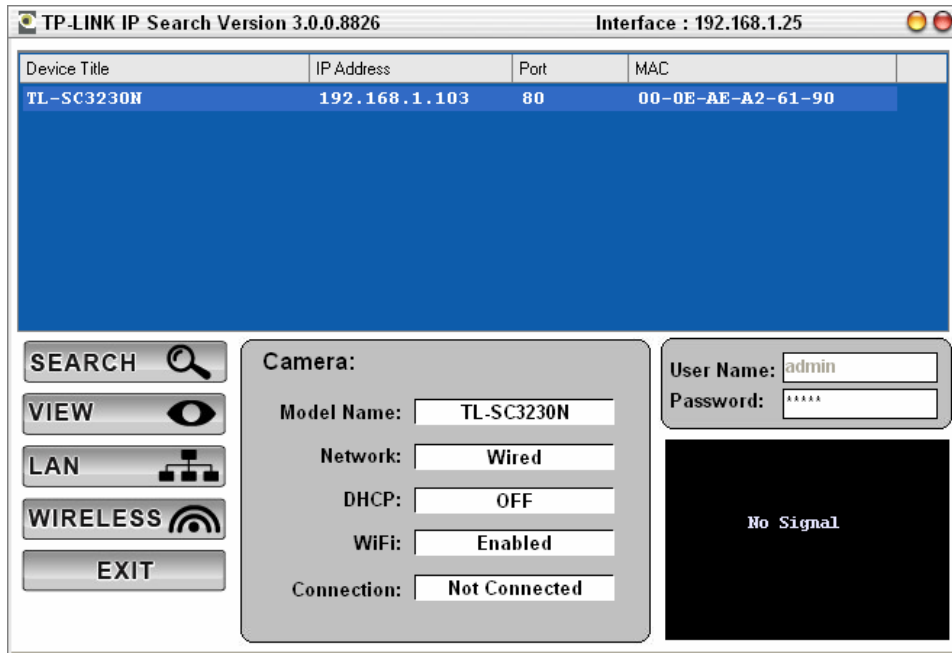 TP-LINK IP Search Version 3.0.0.8826 Interface : 192.168.1.25
Device Title IP Address Port MAC
TL-SC3230N 192.168.1.103 80 00-0E-AE-A2-61-90
SEARCH
VIEW
LAN
WIRELESS
EXIT
Camera:
Model Name: TL-SC3230N
Network: Wired
DHCP: OFF
WiFi: Enabled
Connection: Not Connected
User Name: admin
Password: *****
No Signal